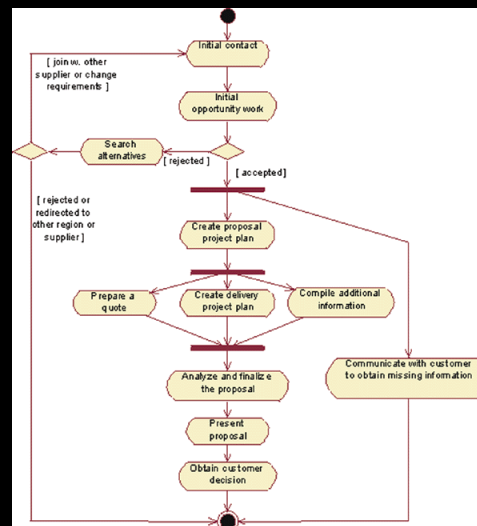 Initial contact
[ join w. other
supplier or change
requirements ]
Initial
opportunity work
Search
alternatives
[ rejected ]
[ accepted]
[ rejected or
redirected to
other region or
supplier ]
Create proposal
project plan
Prepare a
quote
Create delivery
project plan
Compile additional
information
Communicate with customer
to obtain missing information
Analyze and finalize
the proposal
Present
proposal
Obtain customer
decision